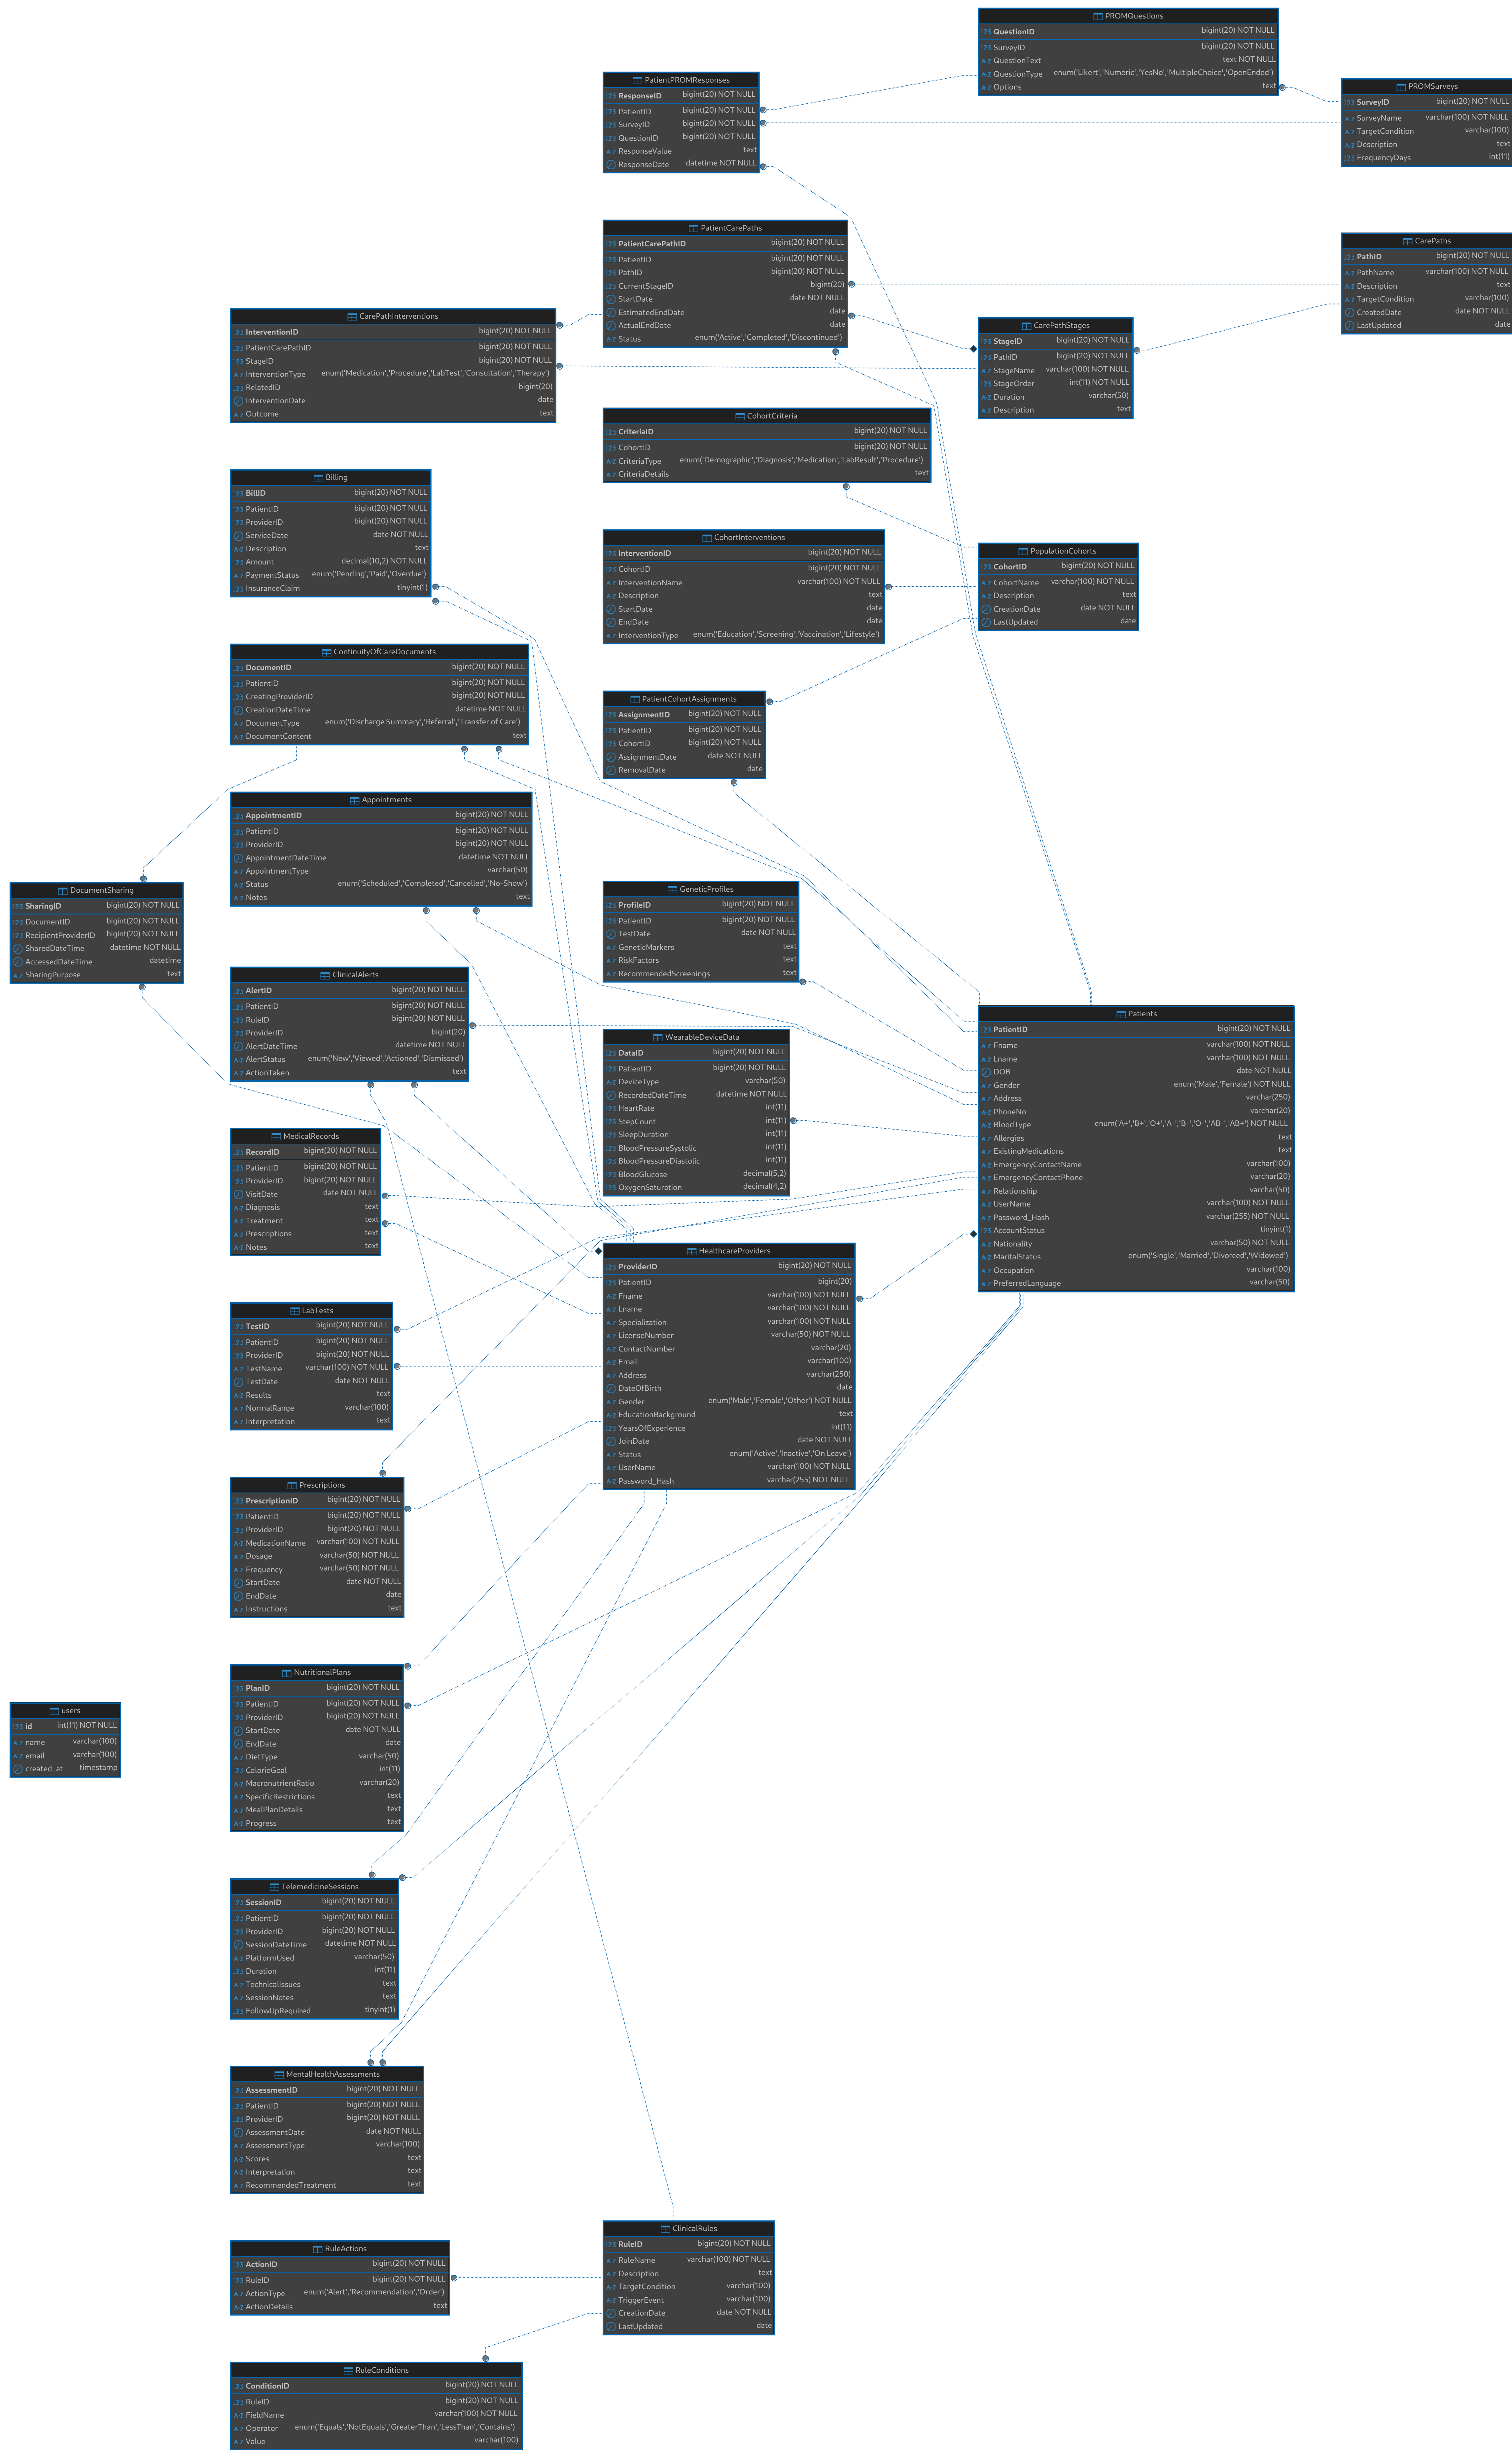 PROMQuestions
QuestionID bigint(20) NOT NULL
SurveyID bigint(20) NOT NULL
QuestionText text NOT NULL
QuestionType enum('Likert','Numeric','YesNo','MultipleChoice','OpenEnded')
Options text
PatientPROMResponses
ResponseID bigint(20) NOT NULL
PatientID bigint(20) NOT NULL
SurveyID bigint(20) NOT NULL
QuestionID bigint(20) NOT NULL
ResponseValue text
ResponseDate datetime NOT NULL
PROMSurveys
SurveyID bigint(20) NOT NULL
SurveyName varchar(100) NOT NULL
TargetCondition varchar(100)
Description text
FrequencyDays int(11)
PatientCarePaths
PatientCarePathID bigint(20) NOT NULL
PatientID bigint(20) NOT NULL
PathID bigint(20) NOT NULL
CurrentStageID bigint(20)
StartDate date NOT NULL
EstimatedEndDate date
ActualEndDate date
Status enum('Active','Completed','Discontinued')
CarePaths
PathID bigint(20) NOT NULL
PathName varchar(100) NOT NULL
Description text
TargetCondition varchar(100)
CreatedDate date NOT NULL
LastUpdated date
CarePathInterventions
InterventionID bigint(20) NOT NULL
PatientCarePathID bigint(20) NOT NULL
StageID bigint(20) NOT NULL
InterventionType enum('Medication','Procedure','LabTest','Consultation','Therapy')
RelatedID bigint(20)
InterventionDate date
Outcome text
CarePathStages
StageID bigint(20) NOT NULL
PathID bigint(20) NOT NULL
StageName varchar(100) NOT NULL
StageOrder int(11) NOT NULL
Duration varchar(50)
Description text
CohortCriteria
CriteriaID bigint(20) NOT NULL
CohortID bigint(20) NOT NULL
CriteriaType enum('Demographic','Diagnosis','Medication','LabResult','Procedure')
CriteriaDetails text
Billing
BillID bigint(20) NOT NULL
PatientID bigint(20) NOT NULL
ProviderID bigint(20) NOT NULL
ServiceDate date NOT NULL
Description text
Amount decimal(10,2) NOT NULL
PaymentStatus enum('Pending','Paid','Overdue')
InsuranceClaim tinyint(1)
CohortInterventions
InterventionID bigint(20) NOT NULL
CohortID bigint(20) NOT NULL
InterventionName varchar(100) NOT NULL
Description text
StartDate date
EndDate date
InterventionType enum('Education','Screening','Vaccination','Lifestyle')
PopulationCohorts
CohortID bigint(20) NOT NULL
CohortName varchar(100) NOT NULL
Description text
CreationDate date NOT NULL
LastUpdated date
ContinuityOfCareDocuments
DocumentID bigint(20) NOT NULL
PatientID bigint(20) NOT NULL
CreatingProviderID bigint(20) NOT NULL
CreationDateTime datetime NOT NULL
DocumentType enum('Discharge Summary','Referral','Transfer of Care')
DocumentContent text
PatientCohortAssignments
AssignmentID bigint(20) NOT NULL
PatientID bigint(20) NOT NULL
CohortID bigint(20) NOT NULL
AssignmentDate date NOT NULL
RemovalDate date
Appointments
AppointmentID bigint(20) NOT NULL
PatientID bigint(20) NOT NULL
ProviderID bigint(20) NOT NULL
AppointmentDateTime datetime NOT NULL
AppointmentType varchar(50)
Status enum('Scheduled','Completed','Cancelled','No-Show')
Notes text
DocumentSharing
SharingID bigint(20) NOT NULL
DocumentID bigint(20) NOT NULL
RecipientProviderID bigint(20) NOT NULL
SharedDateTime datetime NOT NULL
AccessedDateTime datetime
SharingPurpose text
GeneticProfiles
ProfileID bigint(20) NOT NULL
PatientID bigint(20) NOT NULL
TestDate date NOT NULL
GeneticMarkers text
RiskFactors text
RecommendedScreenings text
ClinicalAlerts
AlertID bigint(20) NOT NULL
PatientID bigint(20) NOT NULL
RuleID bigint(20) NOT NULL
ProviderID bigint(20)
AlertDateTime datetime NOT NULL
AlertStatus enum('New','Viewed','Actioned','Dismissed')
ActionTaken text
Patients
PatientID bigint(20) NOT NULL
Fname varchar(100) NOT NULL
Lname varchar(100) NOT NULL
DOB date NOT NULL
Gender enum('Male','Female') NOT NULL
Address varchar(250)
PhoneNo varchar(20)
BloodType enum('A+','B+','O+','A-','B-','O-','AB-','AB+') NOT NULL
Allergies text
ExistingMedications text
EmergencyContactName varchar(100)
EmergencyContactPhone varchar(20)
Relationship varchar(50)
UserName varchar(100) NOT NULL
Password_Hash varchar(255) NOT NULL
AccountStatus tinyint(1)
Nationality varchar(50) NOT NULL
MaritalStatus enum('Single','Married','Divorced','Widowed')
Occupation varchar(100)
PreferredLanguage varchar(50)
WearableDeviceData
DataID bigint(20) NOT NULL
PatientID bigint(20) NOT NULL
DeviceType varchar(50)
RecordedDateTime datetime NOT NULL
HeartRate int(11)
StepCount int(11)
SleepDuration int(11)
BloodPressureSystolic int(11)
BloodPressureDiastolic int(11)
BloodGlucose decimal(5,2)
OxygenSaturation decimal(4,2)
MedicalRecords
RecordID bigint(20) NOT NULL
PatientID bigint(20) NOT NULL
ProviderID bigint(20) NOT NULL
VisitDate date NOT NULL
Diagnosis text
Treatment text
Prescriptions text
Notes text
HealthcareProviders
ProviderID bigint(20) NOT NULL
PatientID bigint(20)
Fname varchar(100) NOT NULL
Lname varchar(100) NOT NULL
Specialization varchar(100) NOT NULL
LicenseNumber varchar(50) NOT NULL
ContactNumber varchar(20)
Email varchar(100)
Address varchar(250)
DateOfBirth date
Gender enum('Male','Female','Other') NOT NULL
EducationBackground text
YearsOfExperience int(11)
JoinDate date NOT NULL
Status enum('Active','Inactive','On Leave')
UserName varchar(100) NOT NULL
Password_Hash varchar(255) NOT NULL
LabTests
TestID bigint(20) NOT NULL
PatientID bigint(20) NOT NULL
ProviderID bigint(20) NOT NULL
TestName varchar(100) NOT NULL
TestDate date NOT NULL
Results text
NormalRange varchar(100)
Interpretation text
Prescriptions
PrescriptionID bigint(20) NOT NULL
PatientID bigint(20) NOT NULL
ProviderID bigint(20) NOT NULL
MedicationName varchar(100) NOT NULL
Dosage varchar(50) NOT NULL
Frequency varchar(50) NOT NULL
StartDate date NOT NULL
EndDate date
Instructions text
NutritionalPlans
PlanID bigint(20) NOT NULL
PatientID bigint(20) NOT NULL
ProviderID bigint(20) NOT NULL
StartDate date NOT NULL
EndDate date
DietType varchar(50)
CalorieGoal int(11)
MacronutrientRatio varchar(20)
SpecificRestrictions text
MealPlanDetails text
Progress text
users
id int(11) NOT NULL
name varchar(100)
email varchar(100)
created_at timestamp
TelemedicineSessions
SessionID bigint(20) NOT NULL
PatientID bigint(20) NOT NULL
ProviderID bigint(20) NOT NULL
SessionDateTime datetime NOT NULL
PlatformUsed varchar(50)
Duration int(11)
TechnicalIssues text
SessionNotes text
FollowUpRequired tinyint(1)
MentalHealthAssessments
AssessmentID bigint(20) NOT NULL
PatientID bigint(20) NOT NULL
ProviderID bigint(20) NOT NULL
AssessmentDate date NOT NULL
AssessmentType varchar(100)
Scores text
Interpretation text
RecommendedTreatment text
ClinicalRules
RuleID bigint(20) NOT NULL
RuleName varchar(100) NOT NULL
Description text
TargetCondition varchar(100)
TriggerEvent varchar(100)
CreationDate date NOT NULL
LastUpdated date
RuleActions
ActionID bigint(20) NOT NULL
RuleID bigint(20) NOT NULL
ActionType enum('Alert','Recommendation','Order')
ActionDetails text
RuleConditions
ConditionID bigint(20) NOT NULL
RuleID bigint(20) NOT NULL
FieldName varchar(100) NOT NULL
Operator enum('Equals','NotEquals','GreaterThan','LessThan','Contains')
Value varchar(100)